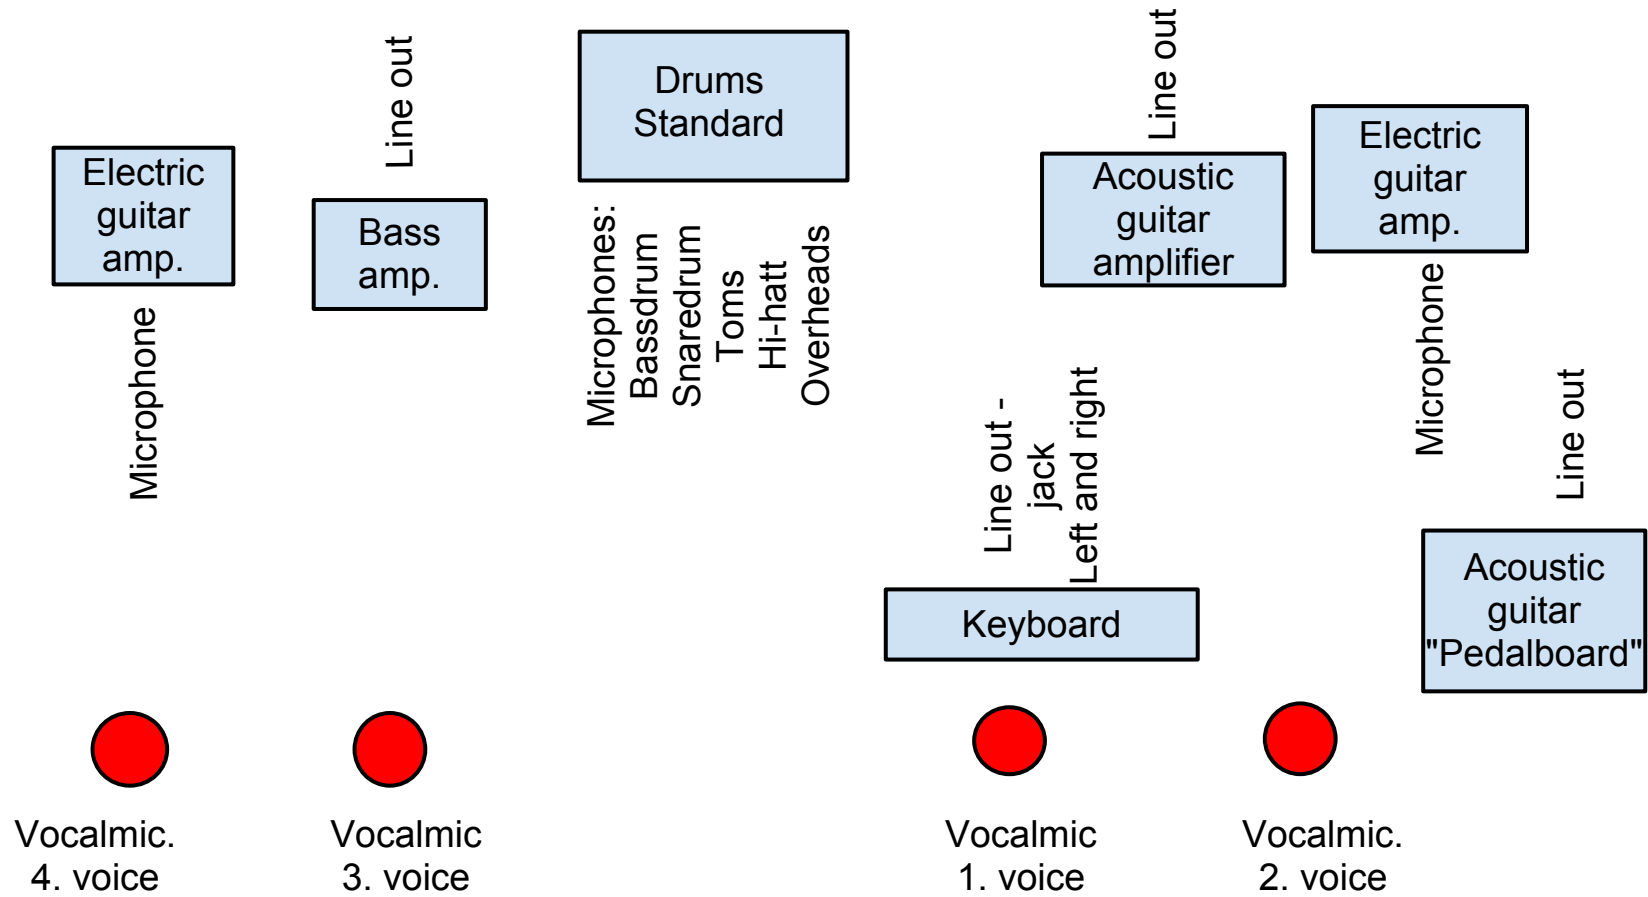 Line out
Drums
Standard
Line out
Electric
guitar
amp.
Electric
guitar
amp.
Acoustic
guitar
amplifier
Bass
amp.
Microphones:
Bassdrum
Snaredrum
Toms
Hi-hatt
Overheads
Microphone
Microphone
Line out -
jack
Left and right
Line out
Keyboard
Acoustic
guitar
"Pedalboard"
Vocalmic.
4. voice
Vocalmic
3. voice
Vocalmic
1. voice
Vocalmic.
2. voice